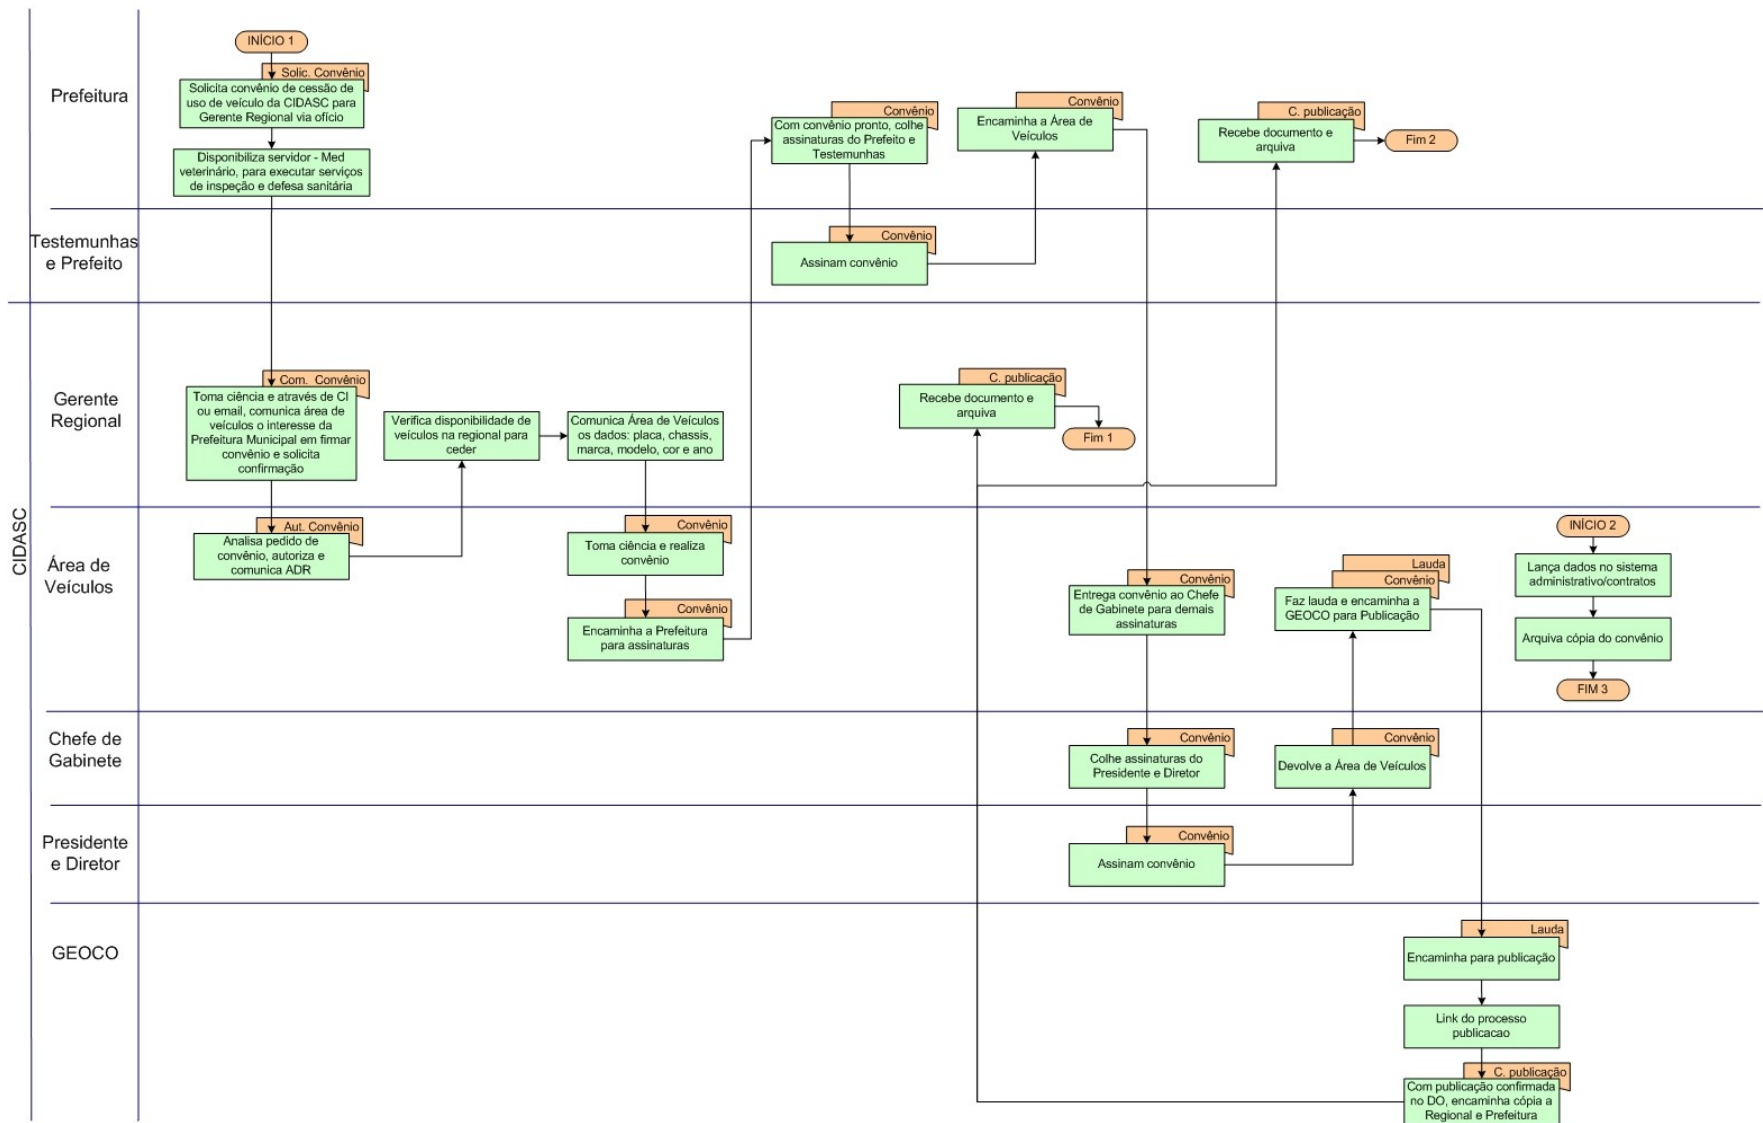 INÍCIO 1
Solic. Convênio
Prefeitura
Solicita convênio de cessão de
uso de veículo da CIDASC para
Gerente Regional via ofício
Disponibiliza servidor - Med
veterinário, para executar serviços
de inspeção e defesa sanitária
Convênio
Com convênio pronto, colhe
assinaturas do Prefeito e
Testemunhas
Convênio
Encaminha a Área de
Veículos
C. publicação
Recebe documento e
arquiva
Fim 2
Testemunhas
e Prefeito
Convênio
Assinam convênio
CIDASC
Gerente
Regional
Com. Convênio
Toma ciência e através de CI
ou email, comunica área de
veículos o interesse da
Prefeitura Municipal em firmar
convênio e solicita
confirmação
Verifica disponibilidade de
veículos na regional para
ceder
Comunica Área de Veículos
os dados: placa, chassis,
marca, modelo, cor e ano
C. publicação
Recebe documento e
arquiva
Fim 1
Área de
Veículos
Aut. Convênio
Analisa pedido de
convênio, autoriza e
comunica ADR
Convênio
Toma ciência e realiza
convênio
Convênio
Encaminha a Prefeitura
para assinaturas
Convênio
Entrega convênio ao Chefe
de Gabinete para demais
assinaturas
Lauda
Convênio
Faz lauda e encaminha a
GEOCO para Publicação
INÍCIO 2
Lança dados no sistema
administrativo/contratos
Arquiva cópia do convênio
FIM 3
Chefe de
Gabinete
Convênio
Colhe assinaturas do
Presidente e Diretor
Convênio
Devolve a Área de Veículos
Presidente
e Diretor
Convênio
Assinam convênio
GEOCO
Lauda
Encaminha para publicação
Link do processo
publicacao
C. publicação
Com publicação confirmada
no DO, encaminha cópia a
Regional e Prefeitura